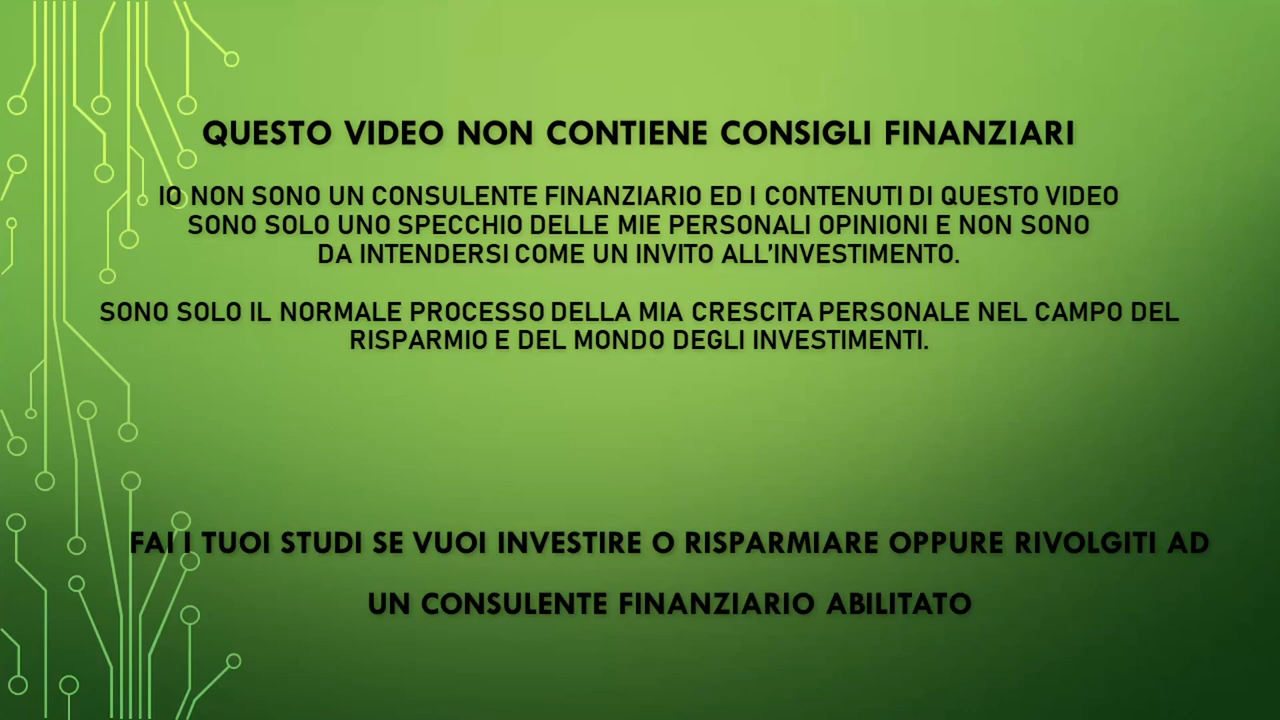 QUESTO VIDEO NON CONTIENE CONSIGLI FINANZIARI
IO NON SONO UN CONSULENTE FINANZIARIO ED I CONTENUTI DI QUESTO VIDEO
SONO SOLO UNO SPECCHIO DELLE MIE PERSONALI OPINIONI E NON SONO
DA INTENDERSI COME UN INVITO ALL'INVESTIMENTO.
SONO SOLO IL NORMALE PROCESSO DELLA MIA CRESCITA PERSONALE NEL CAMPO DEL
RISPARMIO E DEL MONDO DEGLI INVESTIMENTI.
FAI I TUOI STUDI SE VUOI INVESTIRE O RISPARMIARE OPPURE RIVOLGITI AD
UN CONSULENTE FINANZIARIO ABILITATO